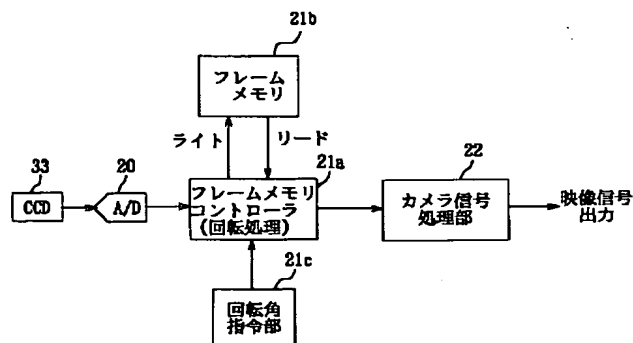 21b
フレーム
メモリ
ライト
リード
33
20
21a
22
CCD
A/D
フレームメモリ
コントローラ
(回転処理)
カメラ信号
処理部
映像信号
出力
21c
回転角
指令部